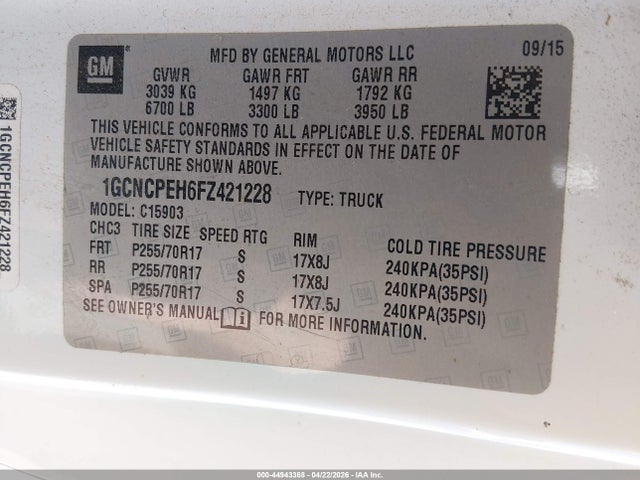 GM
MFD BY GENERAL MOTORS LLC 09/15
GVWR GAWR FRT GAWR RR
3039 KG 1497 KG 1792 KG
6700 LB 3300 LB 3950 LB
THIS VEHICLE CONFORMS TO ALL APPLICABLE U.S. FEDERAL MOTOR
VEHICLE SAFETY STANDARDS IN EFFECT ON THE DATE OF
MANUFACTURE SHOWN ABOVE.
1GCNCPEH6FZ421228 TYPE: TRUCK
MODEL: C15903
CHC3 TIRE SIZE SPEED RTG RIM COLD TIRE PRESSURE
FRT P255/70R17 S 17X8J 240KPA(35PSI)
RR P255/70R17 S 17X8J 240KPA(35PSI)
SPA P255/70R17 S 17X7.5J 240KPA(35PSI)
SEE OWNER'S MANUAL FOR MORE INFORMATION.
1GCNCPEH6FZ421228
000-44943368 - 04/22/2026 - IAA Inc.